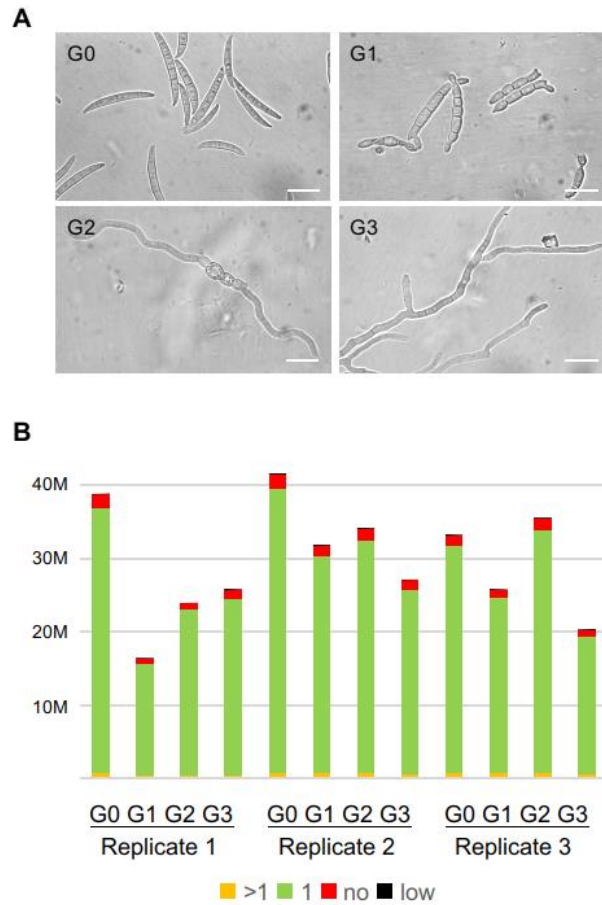 A
G0
G1
G2
G3
B
40M
30M
20M
10M
G0 G1 G2 G3 G0 G1 G2 G3 G0 G1 G2 G3
Replicate 1 Replicate 2 Replicate 3
>1 1 no low